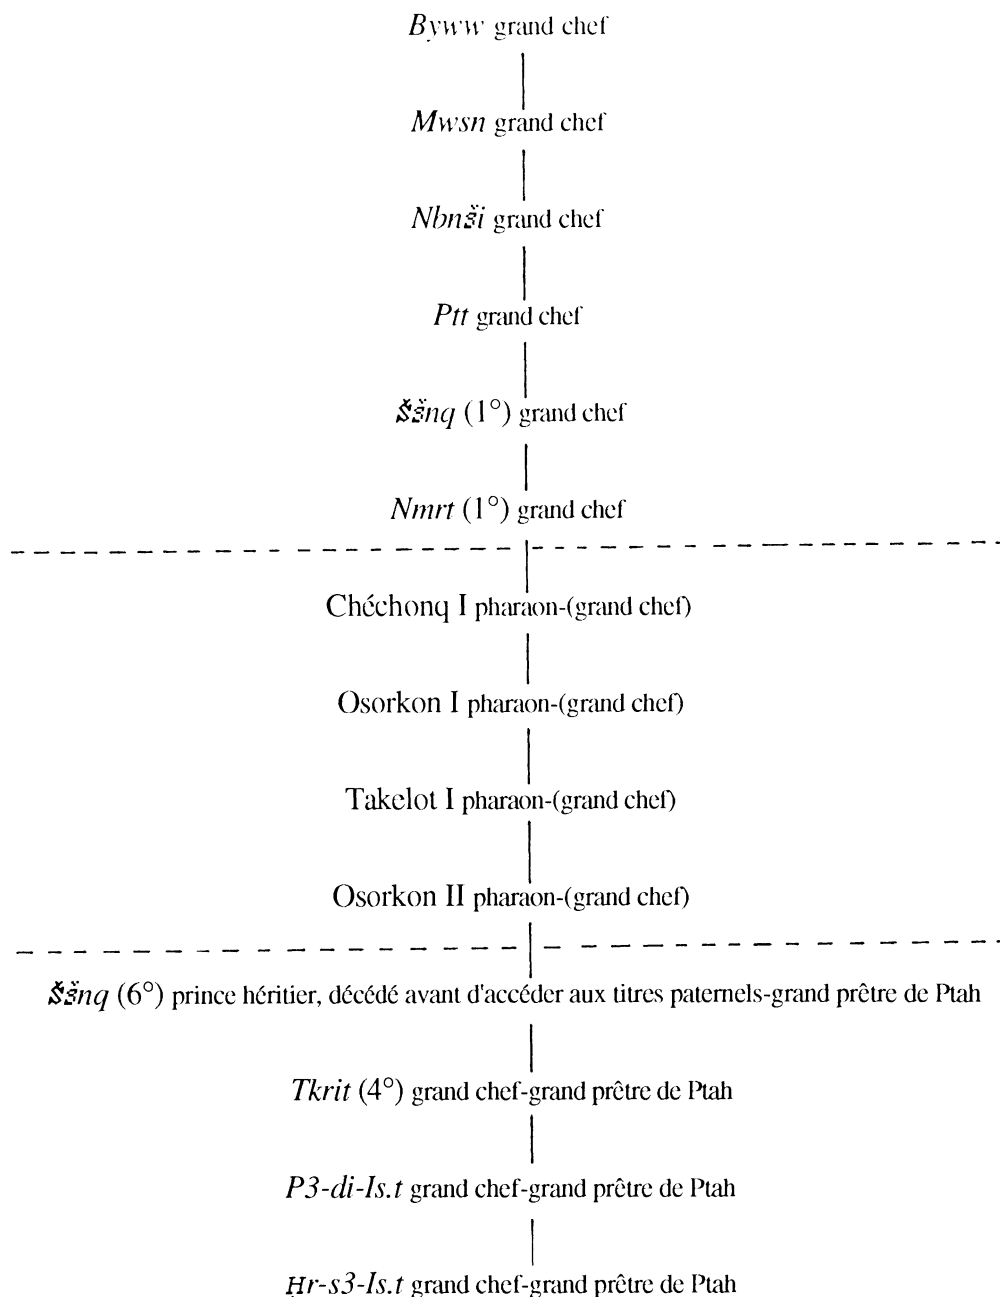 Byww grand chef
Mwsn grand chef
Nbnši grand chef
Ptt grand chef
Ššnq (1°) grand chef
Nmrt (1°) grand chef
Chéchonq I pharaon-(grand chef)
Osorkon I pharaon-(grand chef)
Takelot I pharaon-(grand chef)
Osorkon II pharaon-(grand chef)
Ššnq (6°) prince héritier, décédé avant d'accéder aux titres paternels-grand prêtre de Ptah
Tkrit (4°) grand chef-grand prêtre de Ptah
P3-di-Is.t grand chef-grand prêtre de Ptah
Ḥr-s3-Is.t grand chef-grand prêtre de Ptah